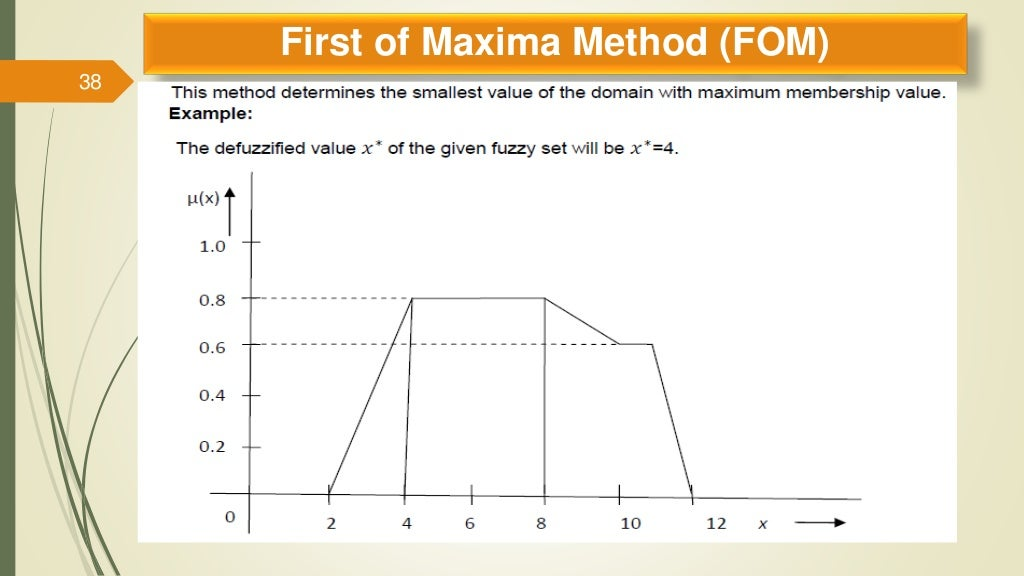 First of Maxima Method (FOM)
38
This method determines the smallest value of the domain with maximum membership value.
Example:
The defuzzified value x* of the given fuzzy set will be x*=4.
μ(x)
1.0
0.8
0.6
0.4
0.2
0 2 4 6 8 10 12 x